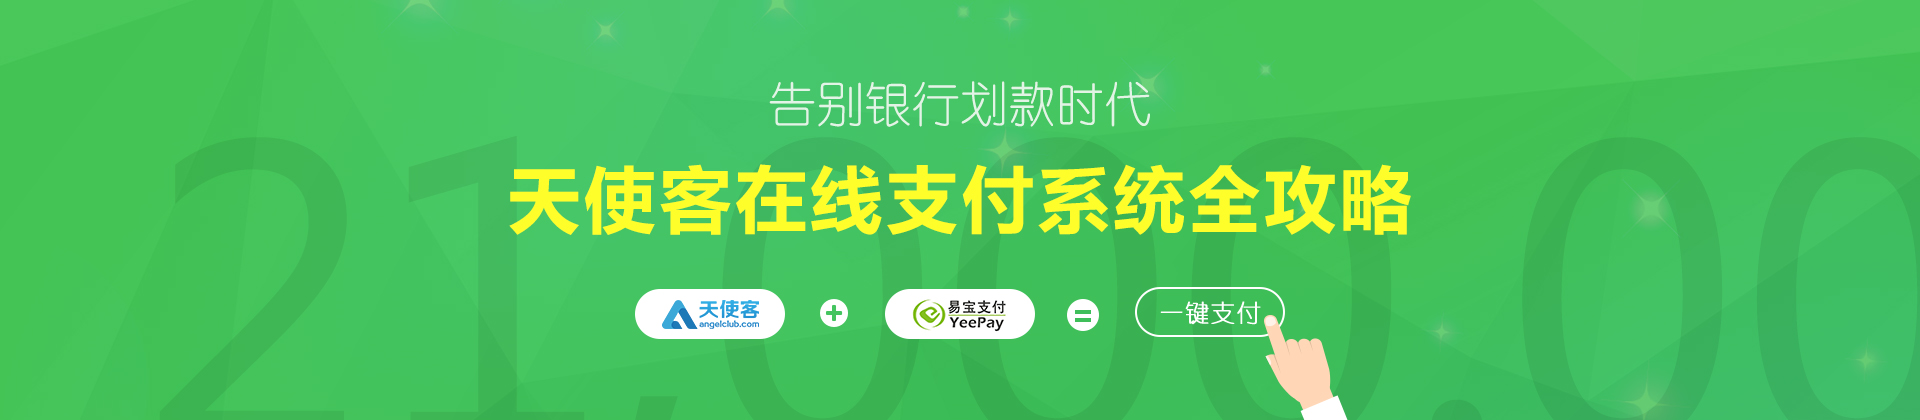 告别银行划款时代
天使客在线支付系统全攻略
天使客 angelclub.com + 易宝支付 YeePay = 一键支付
21,000.00